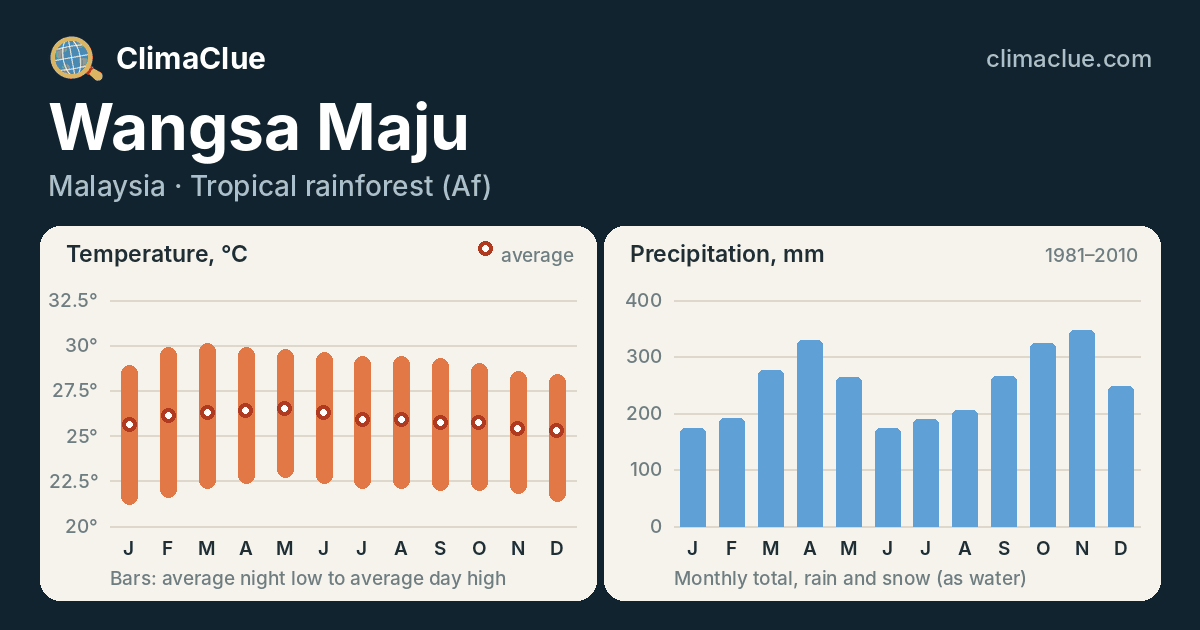 ClimaClue
climaclue.com
Wangsa Maju
Malaysia · Tropical rainforest (Af)
Temperature, °C
average
32.5°
30°
27.5°
25°
22.5°
20°
J F M A M J J A S O N D
Bars: average night low to average day high
Precipitation, mm
1981–2010
400
300
200
100
0
J F M A M J J A S O N D
Monthly total, rain and snow (as water)